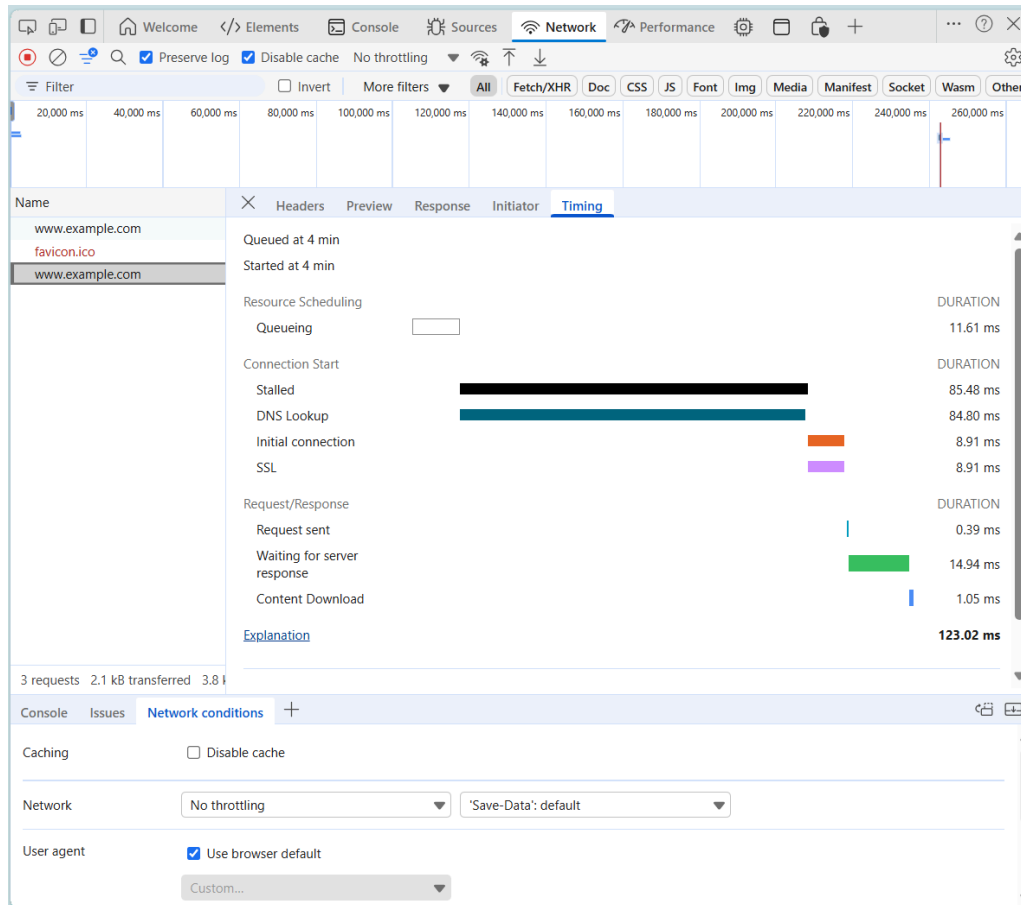 Welcome Elements Console Sources Network Performance
Preserve log Disable cache No throttling
Filter Invert More filters All Fetch/XHR Doc CSS JS Font Img Media Manifest Socket Wasm Other
20,000 ms 40,000 ms 60,000 ms 80,000 ms 100,000 ms 120,000 ms 140,000 ms 160,000 ms 180,000 ms 200,000 ms 220,000 ms 240,000 ms 260,000 ms
Name
www.example.com
favicon.ico
www.example.com
3 requests 2.1 kB transferred 3.8 k
Headers Preview Response Initiator Timing
Queued at 4 min
Started at 4 min
Resource Scheduling DURATION
Queueing 11.61 ms
Connection Start DURATION
Stalled 85.48 ms
DNS Lookup 84.80 ms
Initial connection 8.91 ms
SSL 8.91 ms
Request/Response DURATION
Request sent 0.39 ms
Waiting for server
response 14.94 ms
Content Download 1.05 ms
Explanation 123.02 ms
Console Issues Network conditions
Caching Disable cache
Network No throttling 'Save-Data': default
User agent Use browser default
Custom...